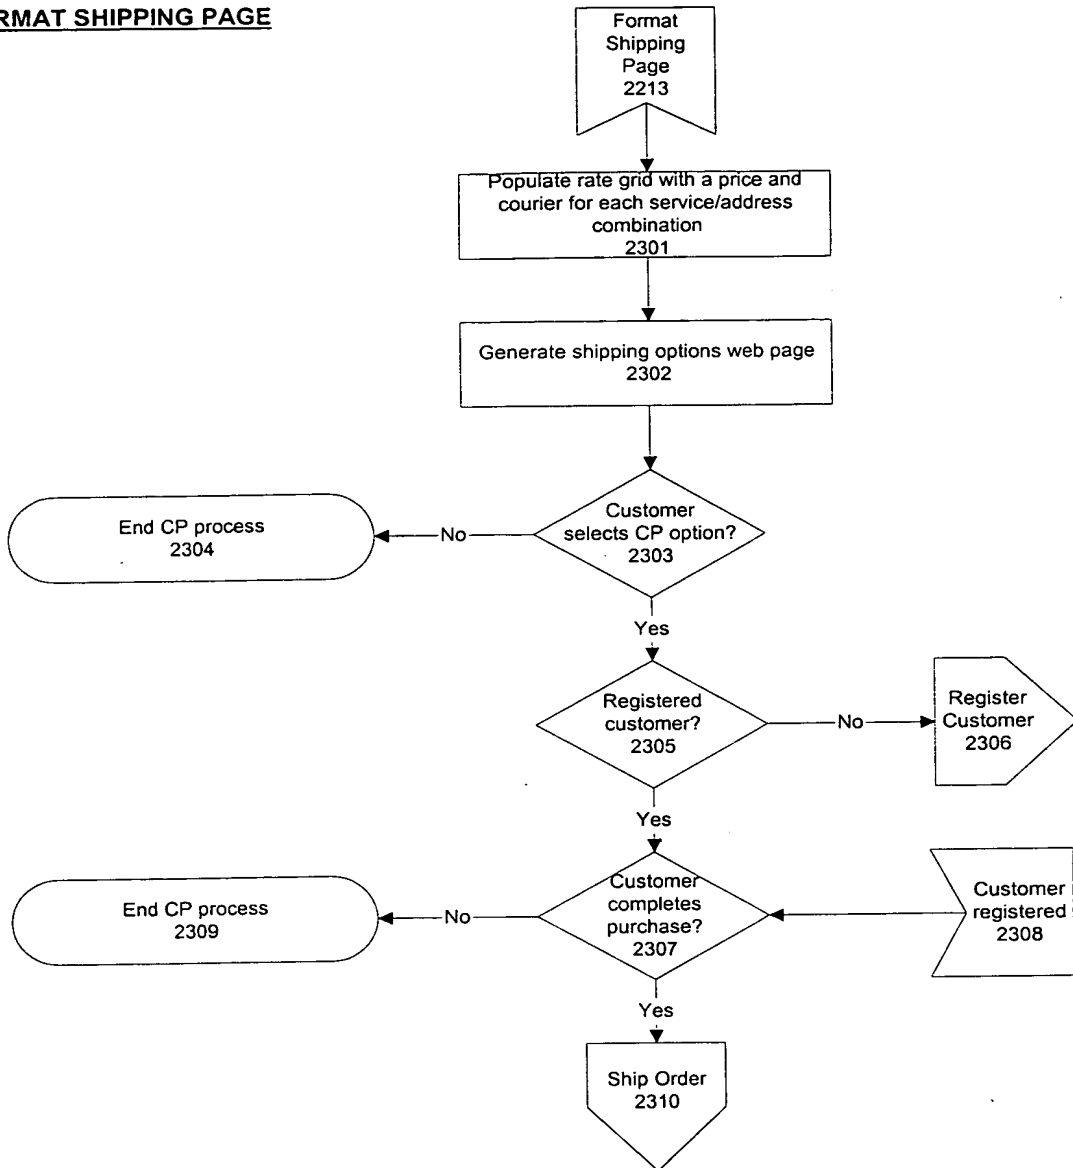 RMAT SHIPPING PAGE
Format
Shipping
Page
2213
Populate rate grid with a price and
courier for each service/address
combination
2301
Generate shipping options web page
2302
Customer
selects CP option?
2303
No
End CP process
2304
Yes
Registered
customer?
2305
No
Register
Customer
2306
Yes
Customer
completes
purchase?
2307
Customer
registered
2308
No
End CP process
2309
Yes
Ship Order
2310